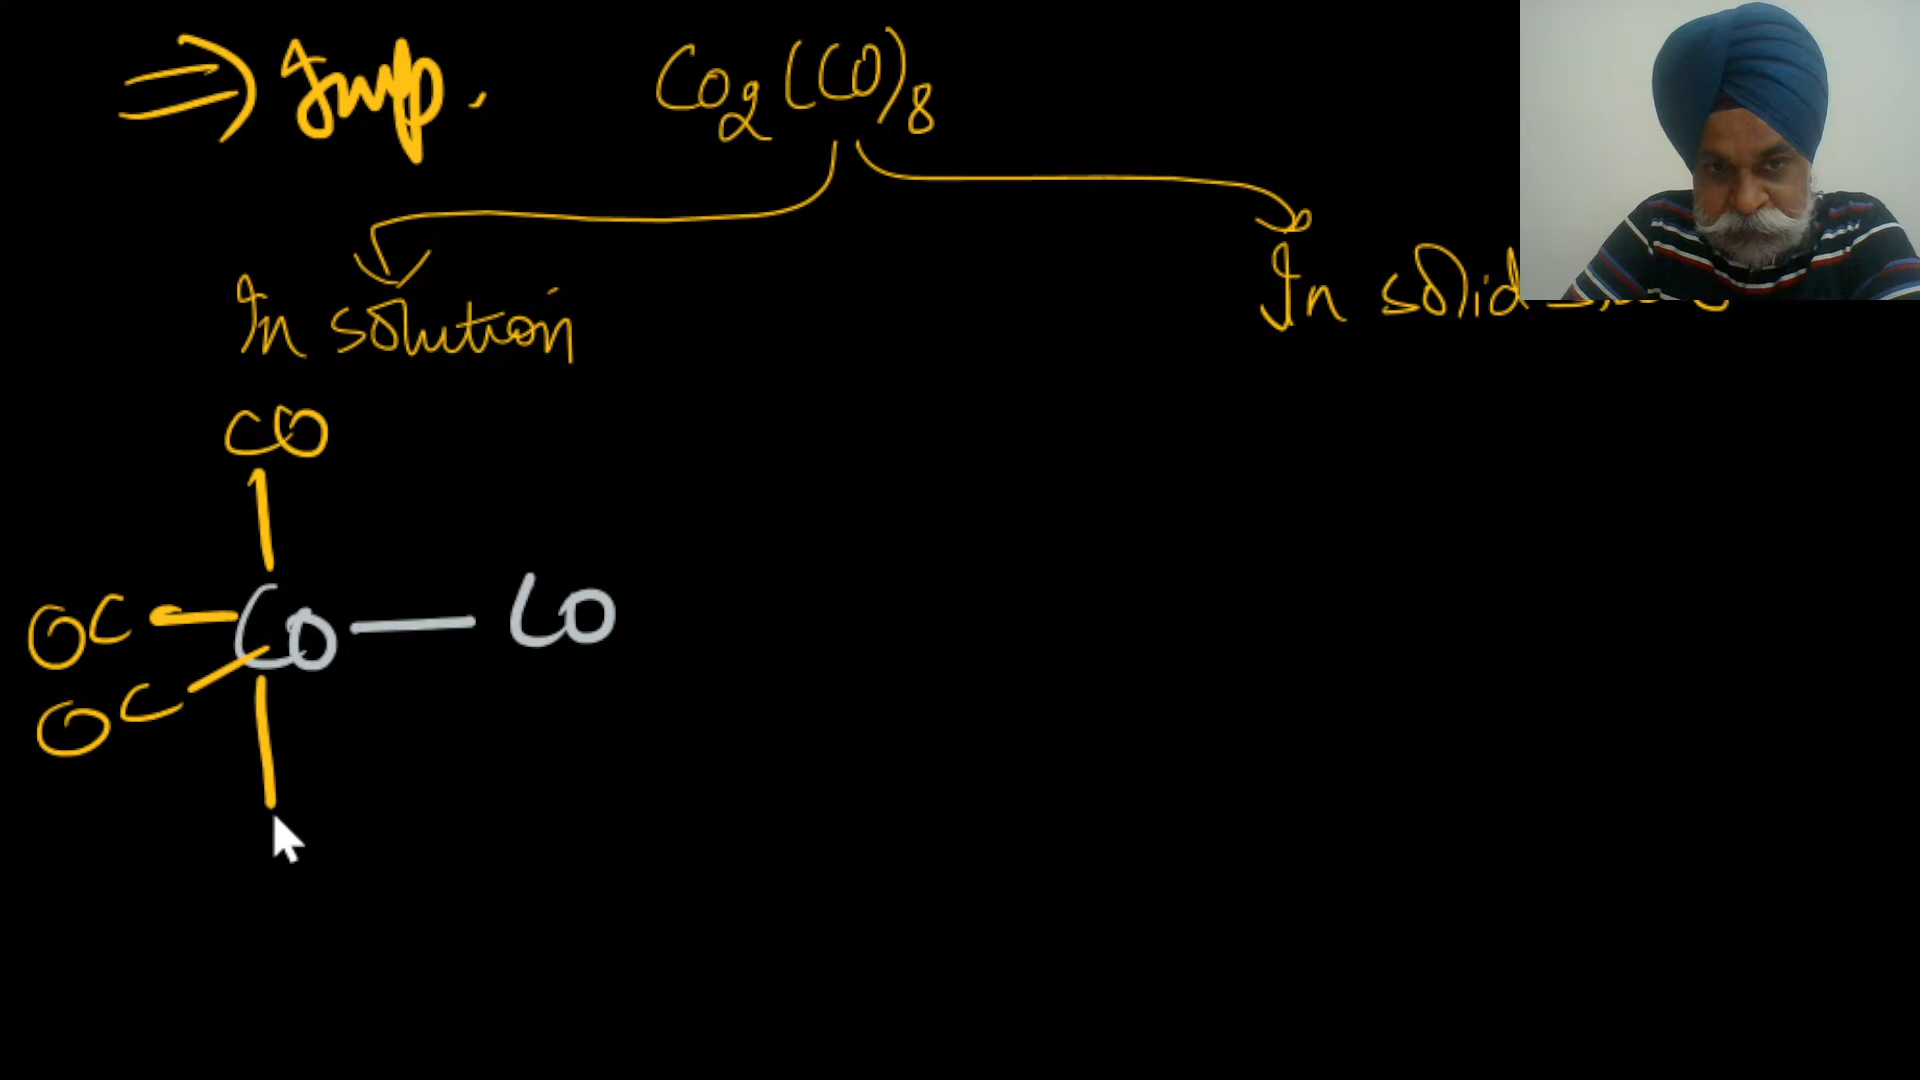 ⇒ Imp. Co2(CO)8
In solution
In solid
CO
OC Co — Co
OC